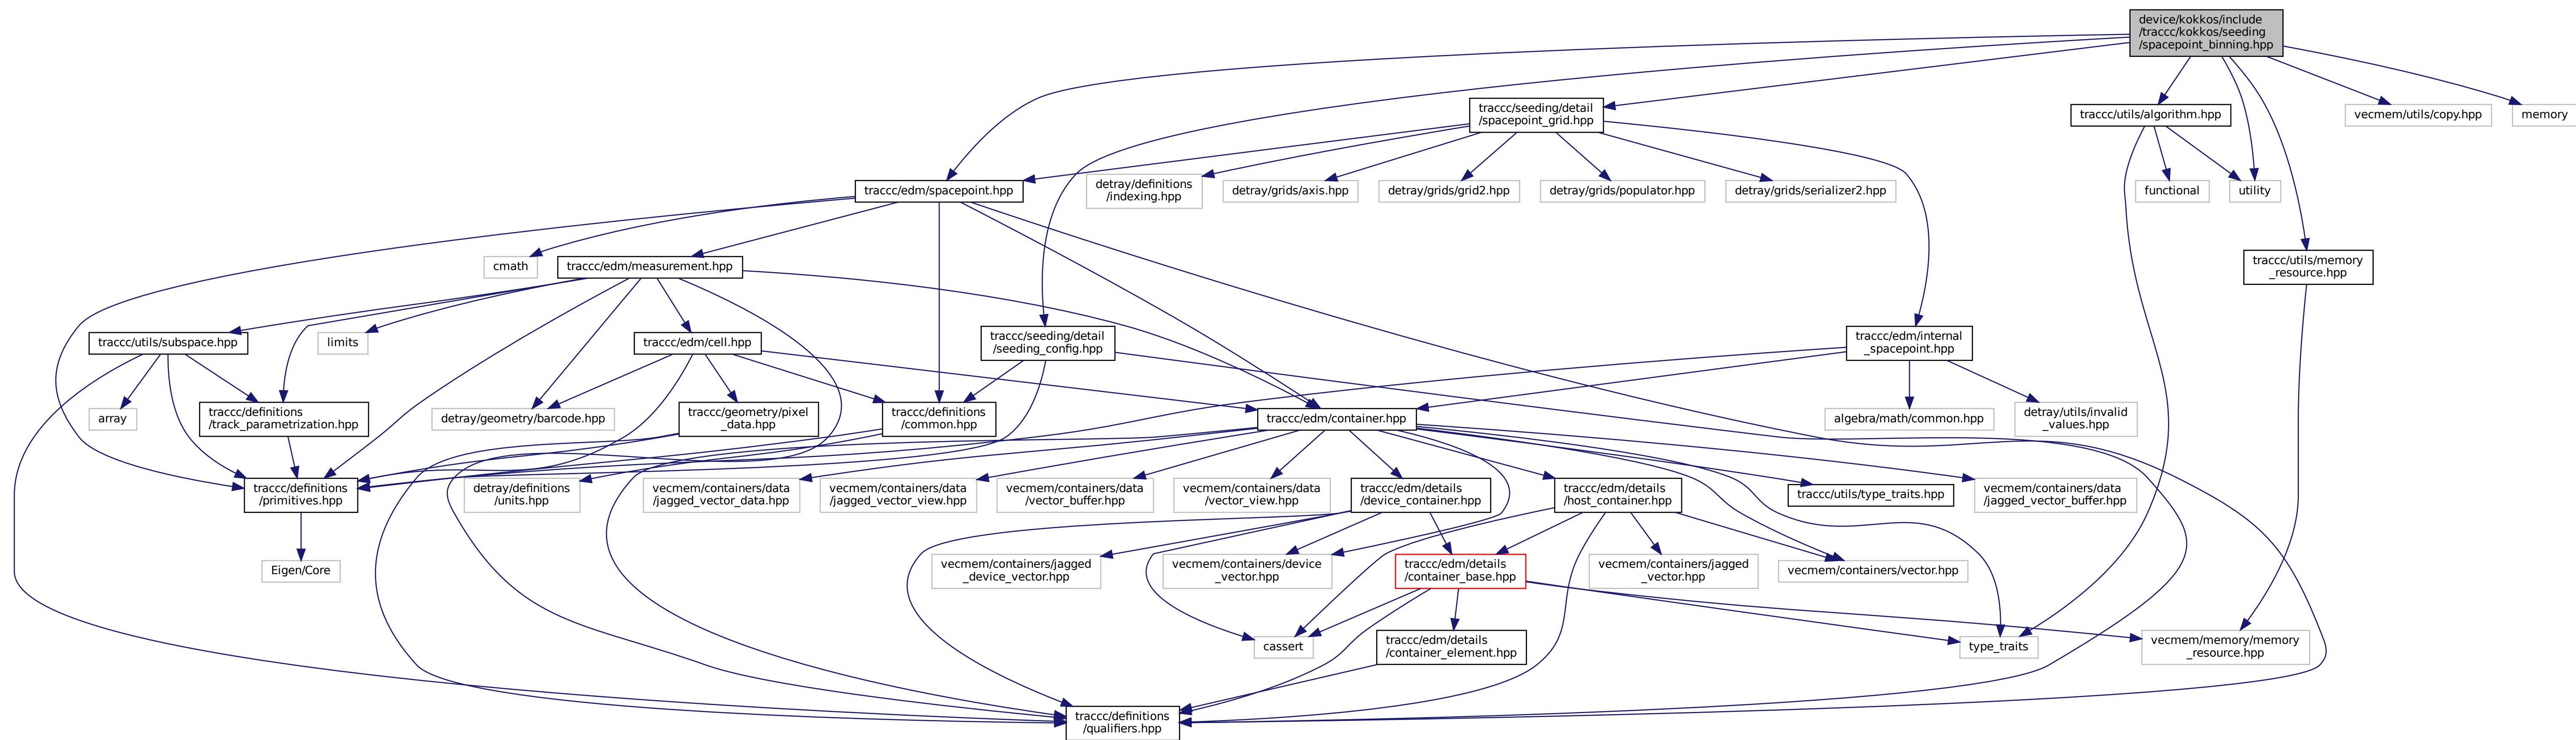 device/kokkos/include
/traccc/kokkos/seeding
/spacepoint_binning.hpp
traccc/seeding/detail
/spacepoint_grid.hpp
traccc/utils/algorithm.hpp
vecmem/utils/copy.hpp
memory
traccc/edm/spacepoint.hpp
detray/definitions
/indexing.hpp
detray/grids/axis.hpp
detray/grids/grid2.hpp
detray/grids/populator.hpp
detray/grids/serializer2.hpp
functional
utility
cmath
traccc/edm/measurement.hpp
traccc/utils/memory
_resource.hpp
traccc/utils/subspace.hpp
limits
traccc/edm/cell.hpp
traccc/seeding/detail
/seeding_config.hpp
traccc/edm/internal
_spacepoint.hpp
array
traccc/definitions
/track_parametrization.hpp
detray/geometry/barcode.hpp
traccc/geometry/pixel
_data.hpp
traccc/definitions
/common.hpp
traccc/edm/container.hpp
algebra/math/common.hpp
detray/utils/invalid
_values.hpp
traccc/definitions
/primitives.hpp
detray/definitions
/units.hpp
vecmem/containers/data
/jagged_vector_data.hpp
vecmem/containers/data
/jagged_vector_view.hpp
vecmem/containers/data
/vector_buffer.hpp
vecmem/containers/data
/vector_view.hpp
traccc/edm/details
/device_container.hpp
traccc/edm/details
/host_container.hpp
traccc/utils/type_traits.hpp
vecmem/containers/data
/jagged_vector_buffer.hpp
Eigen/Core
vecmem/containers/jagged
_device_vector.hpp
vecmem/containers/device
_vector.hpp
traccc/edm/details
/container_base.hpp
vecmem/containers/jagged
_vector.hpp
vecmem/containers/vector.hpp
cassert
traccc/edm/details
/container_element.hpp
type_traits
vecmem/memory/memory
_resource.hpp
traccc/definitions
/qualifiers.hpp